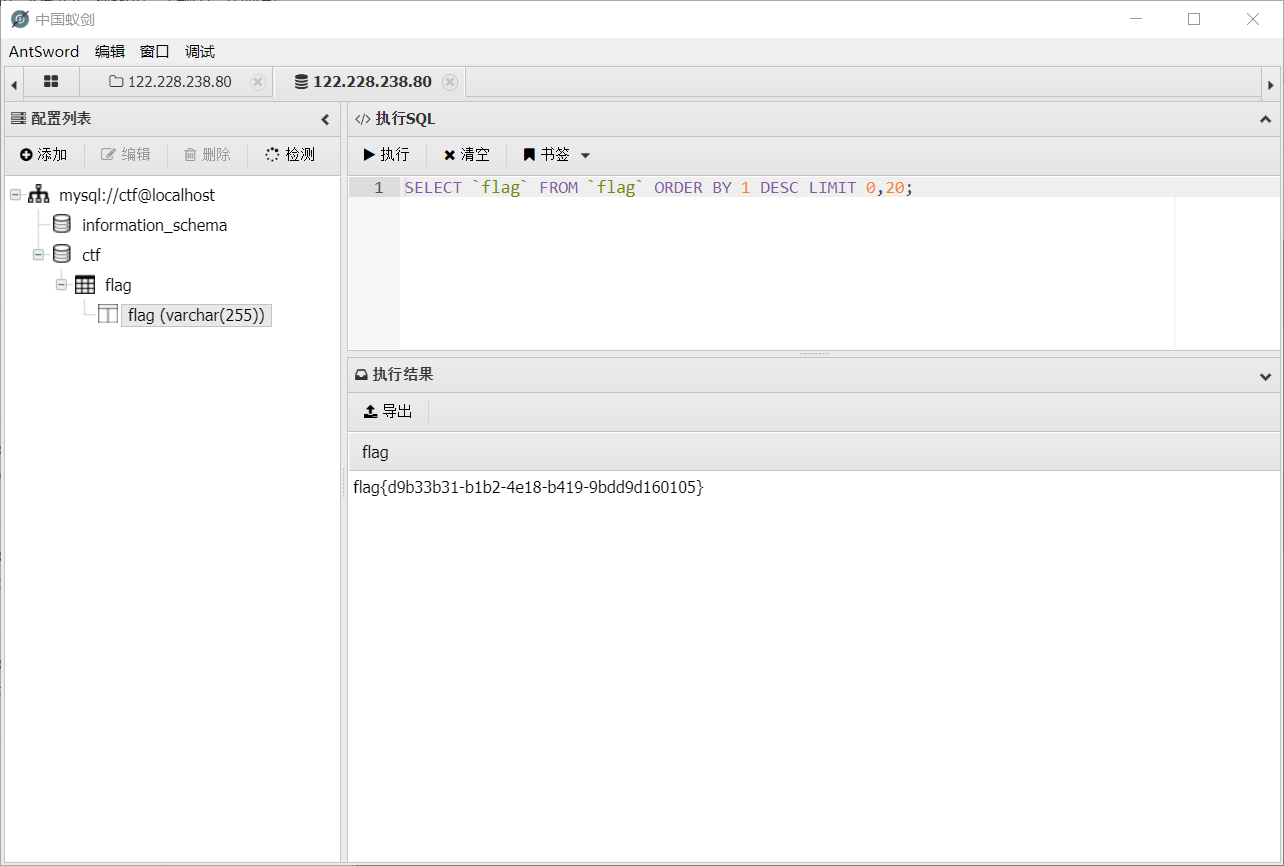 中国蚁剑
AntSword 编辑 窗口 调试
122.228.238.80 122.228.238.80
配置列表
添加 编辑 删除 检测
mysql://ctf@localhost
information_schema
ctf
flag
flag (varchar(255))
</> 执行SQL
执行 清空 书签
1 SELECT `flag` FROM `flag` ORDER BY 1 DESC LIMIT 0,20;
执行结果
导出
flag
flag{d9b33b31-b1b2-4e18-b419-9bdd9d160105}